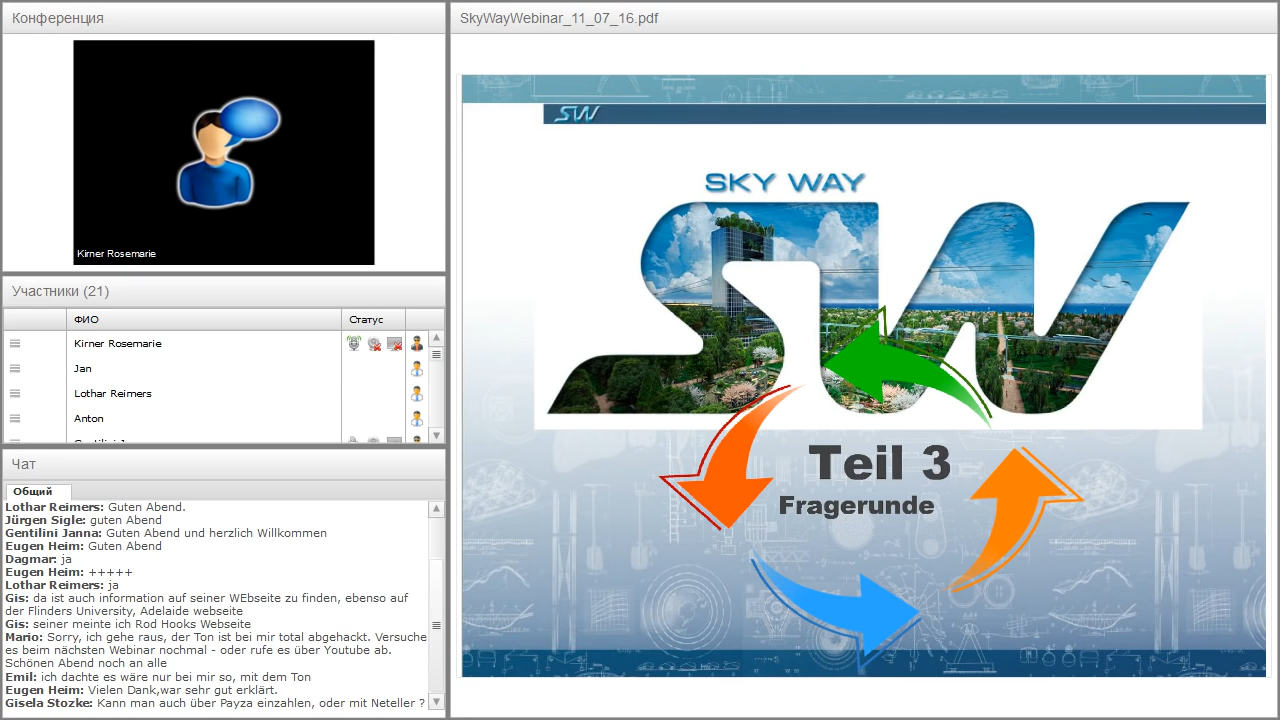 Конференция
Kirner Rosemarie
Участники (21)
ФИО
Статус
Kirner Rosemarie
Jan
Lothar Reimers
Anton
Чат
Общий
Lothar Reimers: Guten Abend.
Jürgen Sigle: guten Abend
Gentilini Janna: Guten Abend und herzlich Willkommen
Eugen Heim: Guten Abend
Dagmar: ja
Eugen Heim: +++++
Lothar Reimers: ja
Gis: da ist auch information auf seiner WEbseite zu finden, ebenso auf
der Flinders University, Adelaide webseite
Gis: seiner meinte ich Rod Hooks Webseite
Mario: Sorry, ich gehe raus, der Ton ist bei mir total abgehackt. Versuche
es beim nächsten Webinar nochmal - oder rufe es über Youtube ab.
Schönen Abend noch an alle
Emil: ich dachte es wäre nur bei mir so, mit dem Ton
Eugen Heim: Vielen Dank,war sehr gut erklärt.
Gisela Stozke: Kann man auch über Payza einzahlen, oder mit Neteller ?
SkyWayWebinar_11_07_16.pdf
SW
SKY WAY
SW
Teil 3
Fragerunde